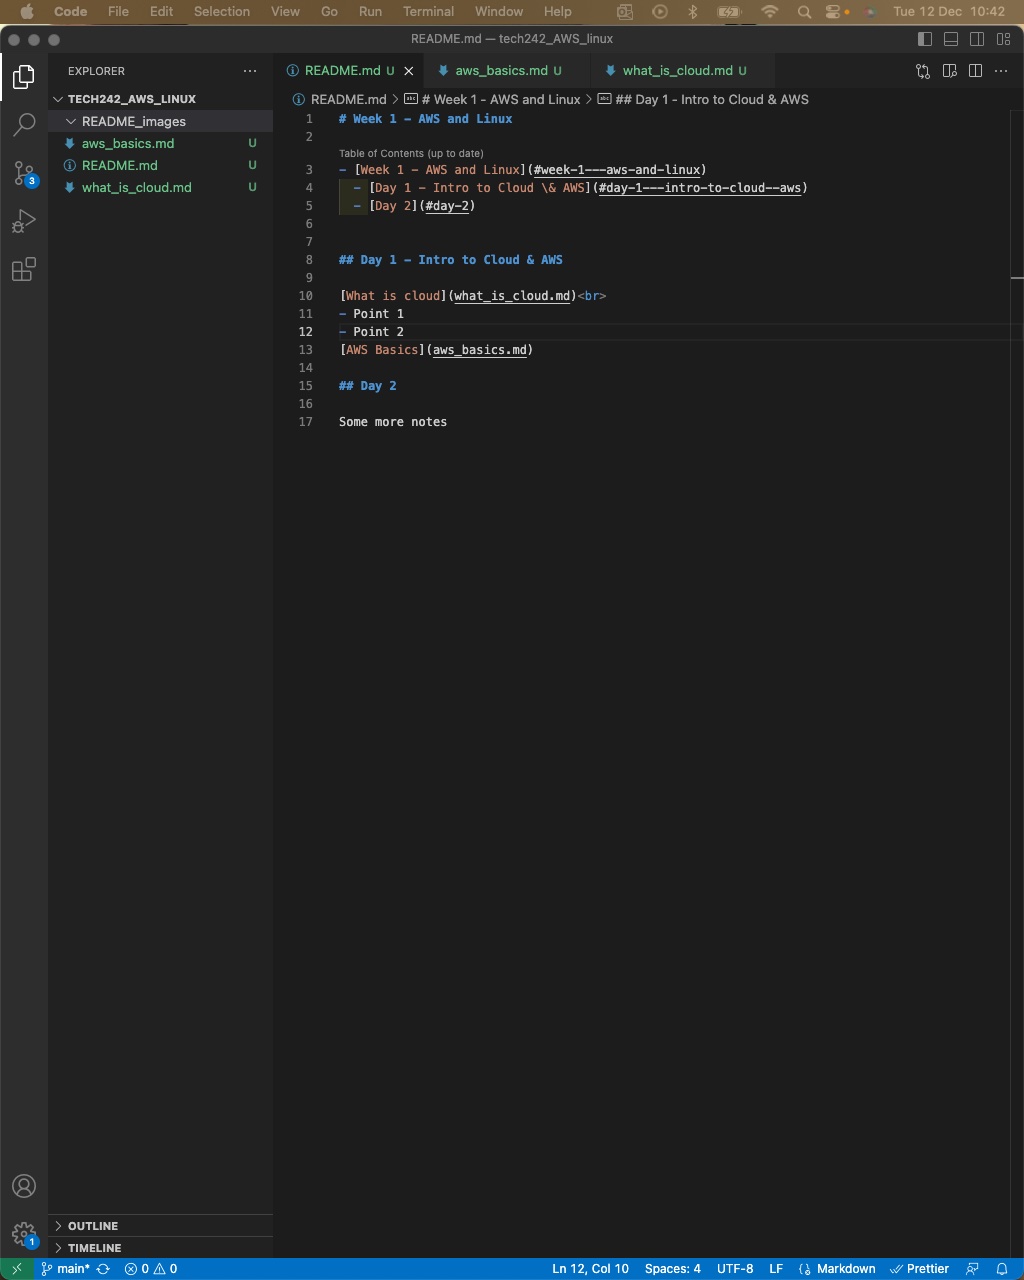 Code File Edit Selection View Go Run Terminal Window Help Tue 12 Dec 10:42
README.md — tech242_AWS_linux
EXPLORER
README.md U
aws_basics.md U
what_is_cloud.md U
TECH242_AWS_LINUX
README_images
aws_basics.md U
README.md U
what_is_cloud.md U
3
README.md > # Week 1 - AWS and Linux > ## Day 1 - Intro to Cloud & AWS
1 # Week 1 - AWS and Linux
2
Table of Contents (up to date)
3 - [Week 1 - AWS and Linux](#week-1---aws-and-linux)
4 - [Day 1 - Intro to Cloud \& AWS](#day-1---intro-to-cloud--aws)
5 - [Day 2](#day-2)
6
7
8 ## Day 1 - Intro to Cloud & AWS
9
10 [What is cloud](what_is_cloud.md)<br>
11 - Point 1
12 - Point 2
13 [AWS Basics](aws_basics.md)
14
15 ## Day 2
16
17 Some more notes
OUTLINE
TIMELINE
1
main* 0 0 Ln 12, Col 10 Spaces: 4 UTF-8 LF Markdown Prettier